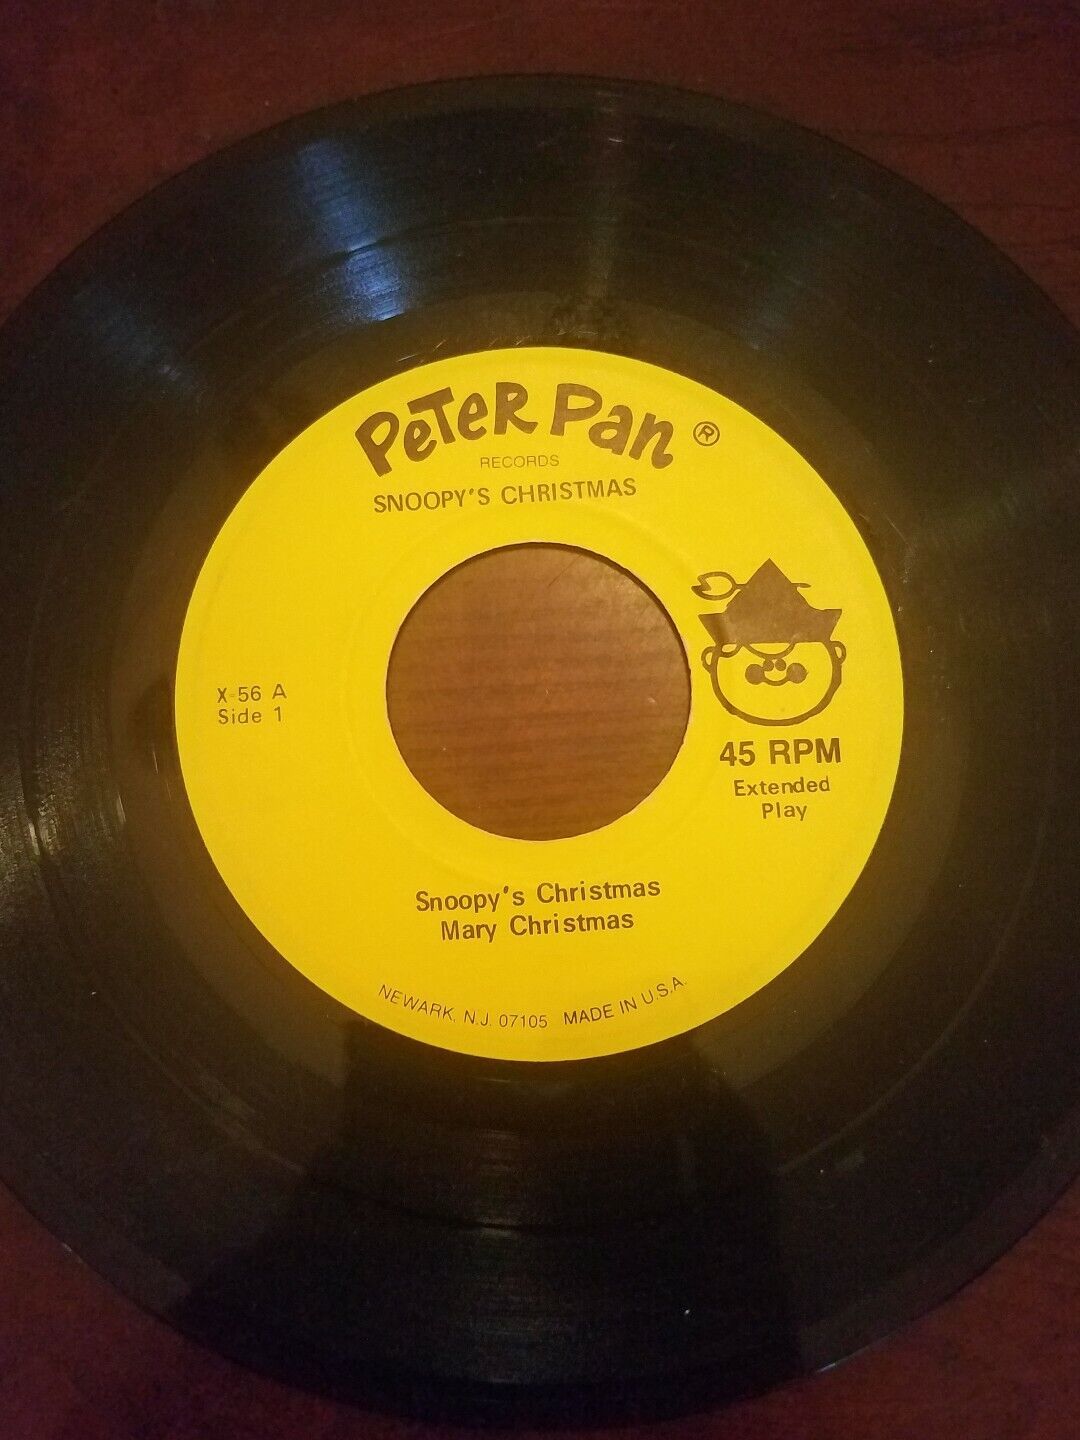 Peter Pan ®
RECORDS
SNOOPY'S CHRISTMAS
X-56 A
Side 1
45 RPM
Extended
Play
Snoopy's Christmas
Mary Christmas
NEWARK, N.J. 07105 MADE IN U.S.A.